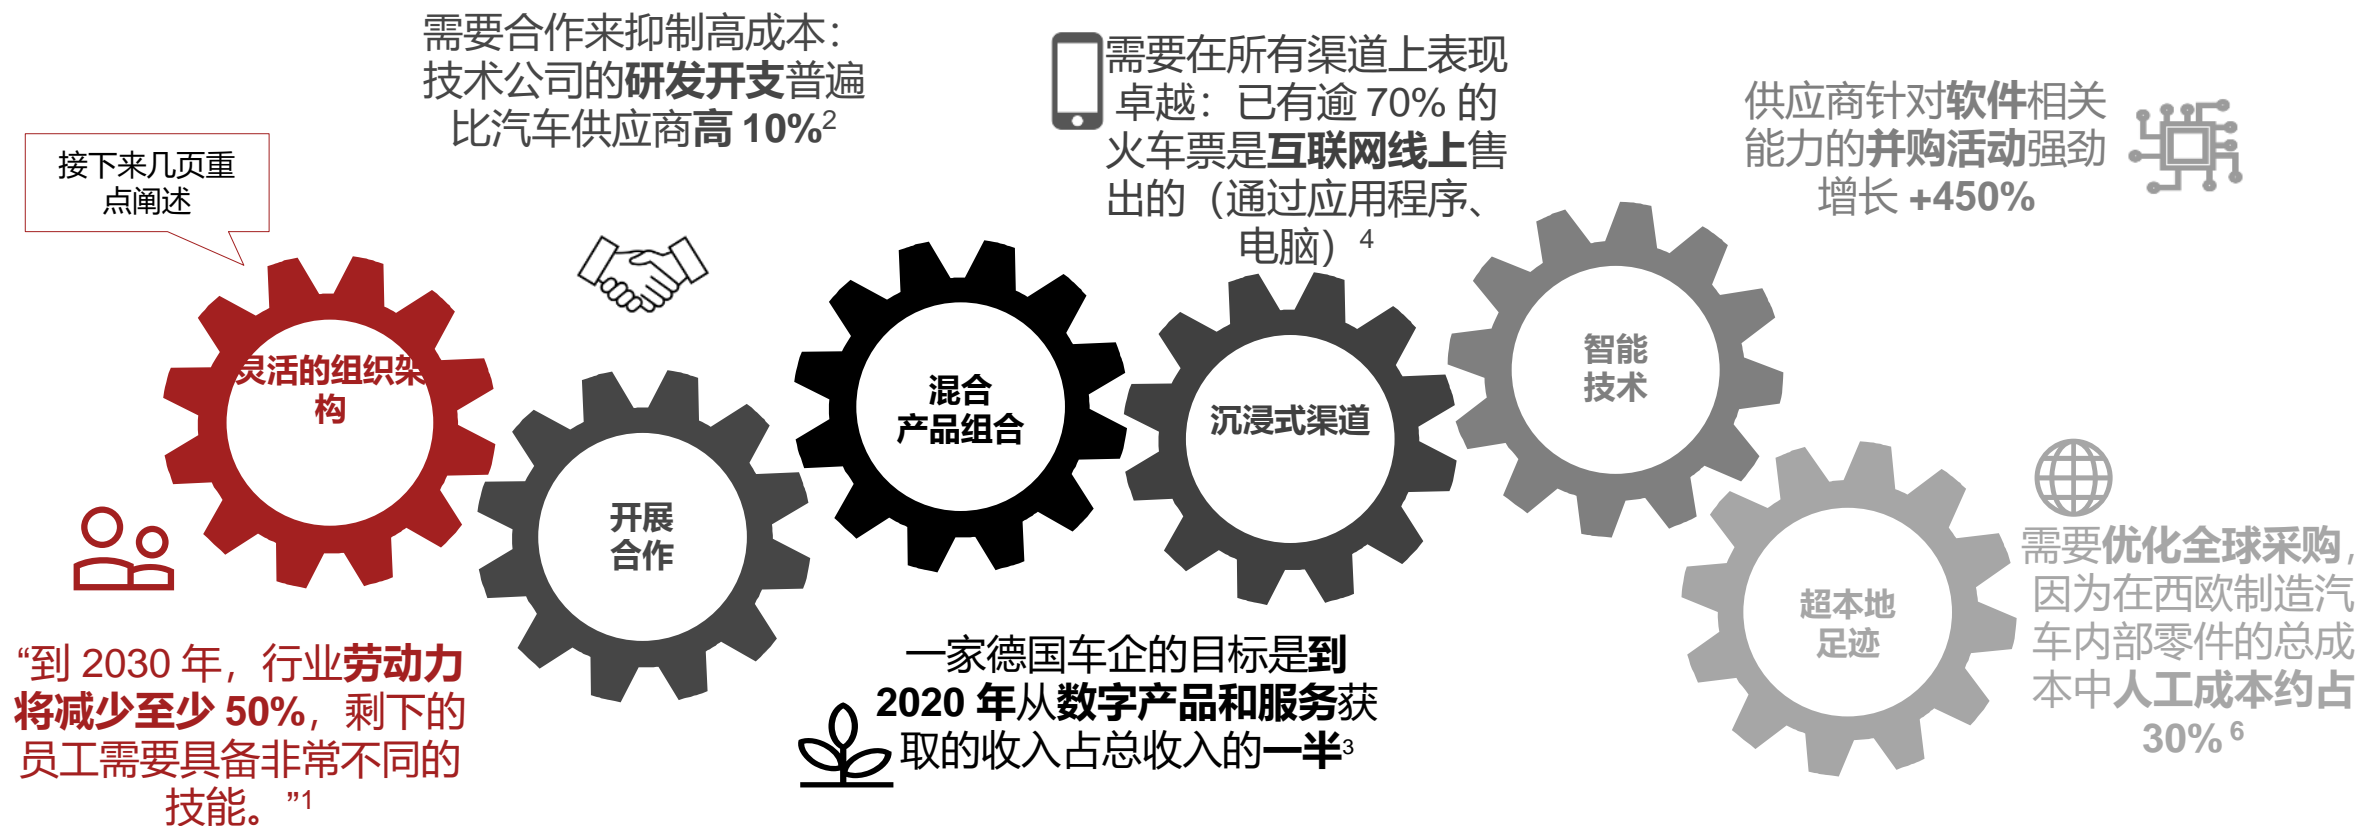 需要合作来抑制高成本：
技术公司的研发开支普遍
比汽车供应商高 10%2
需要在所有渠道上表现
卓越：已有逾 70% 的
火车票是互联网线上售
出的（通过应用程序、
电脑）4
供应商针对软件相关
能力的并购活动强劲
增长 +450%
接下来几页重
点阐述
灵活的组织架
构
开展
合作
混合
产品组合
沉浸式渠道
智能
技术
超本地
足迹
“到 2030 年，行业劳动力
将减少至少 50%，剩下的
员工需要具备非常不同的
技能。”1
一家德国车企的目标是到
2020 年从数字产品和服务获
取的收入占总收入的一半3
需要优化全球采购，
因为在西欧制造汽
车内部零件的总成
本中人工成本约占
30% 6